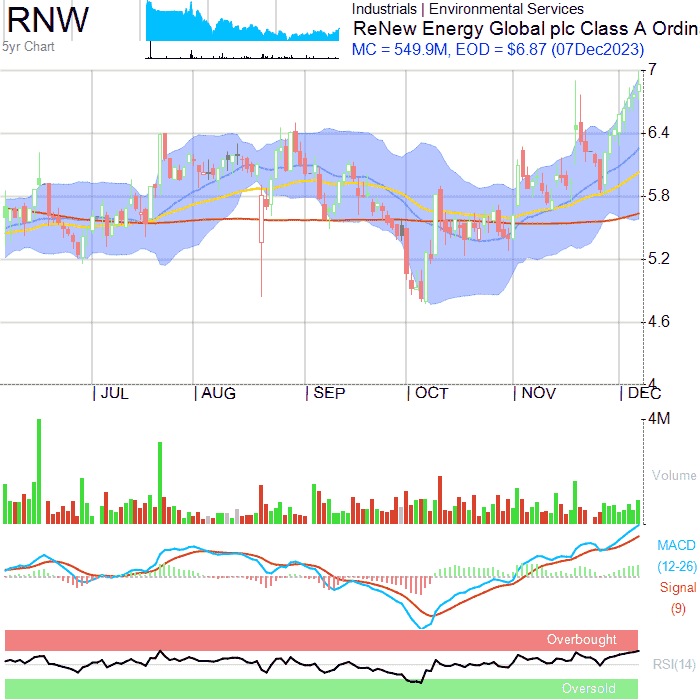 RNW
5yr Chart
Industrials | Environmental Services
ReNew Energy Global plc Class A Ordin
MC = 549.9M, EOD = $6.87 (07Dec2023)
7
6.4
5.8
5.2
4.6
4
JUL AUG SEP OCT NOV DEC
4M
Volume
MACD
(12-26)
Signal
(9)
Overbought
RSI(14)
Oversold